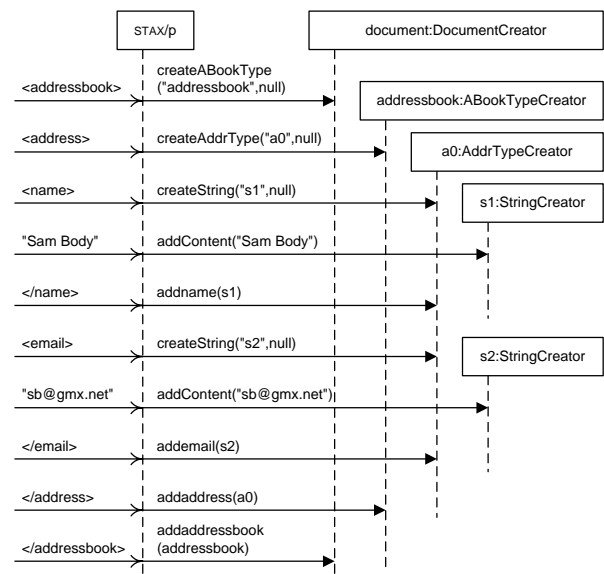 STAX/p document:DocumentCreator
createABookType
<addressbook> ("addressbook",null)
addressbook:ABookTypeCreator
<address> createAddrType("a0",null)
a0:AddrTypeCreator
<name> createString("s1",null)
s1:StringCreator
"Sam Body" addContent("Sam Body")
</name> addname(s1)
<email> createString("s2",null)
s2:StringCreator
"sb@gmx.net" addContent("sb@gmx.net")
</email> addemail(s2)
</address> addaddress(a0)
addaddressbook
</addressbook> (addressbook)